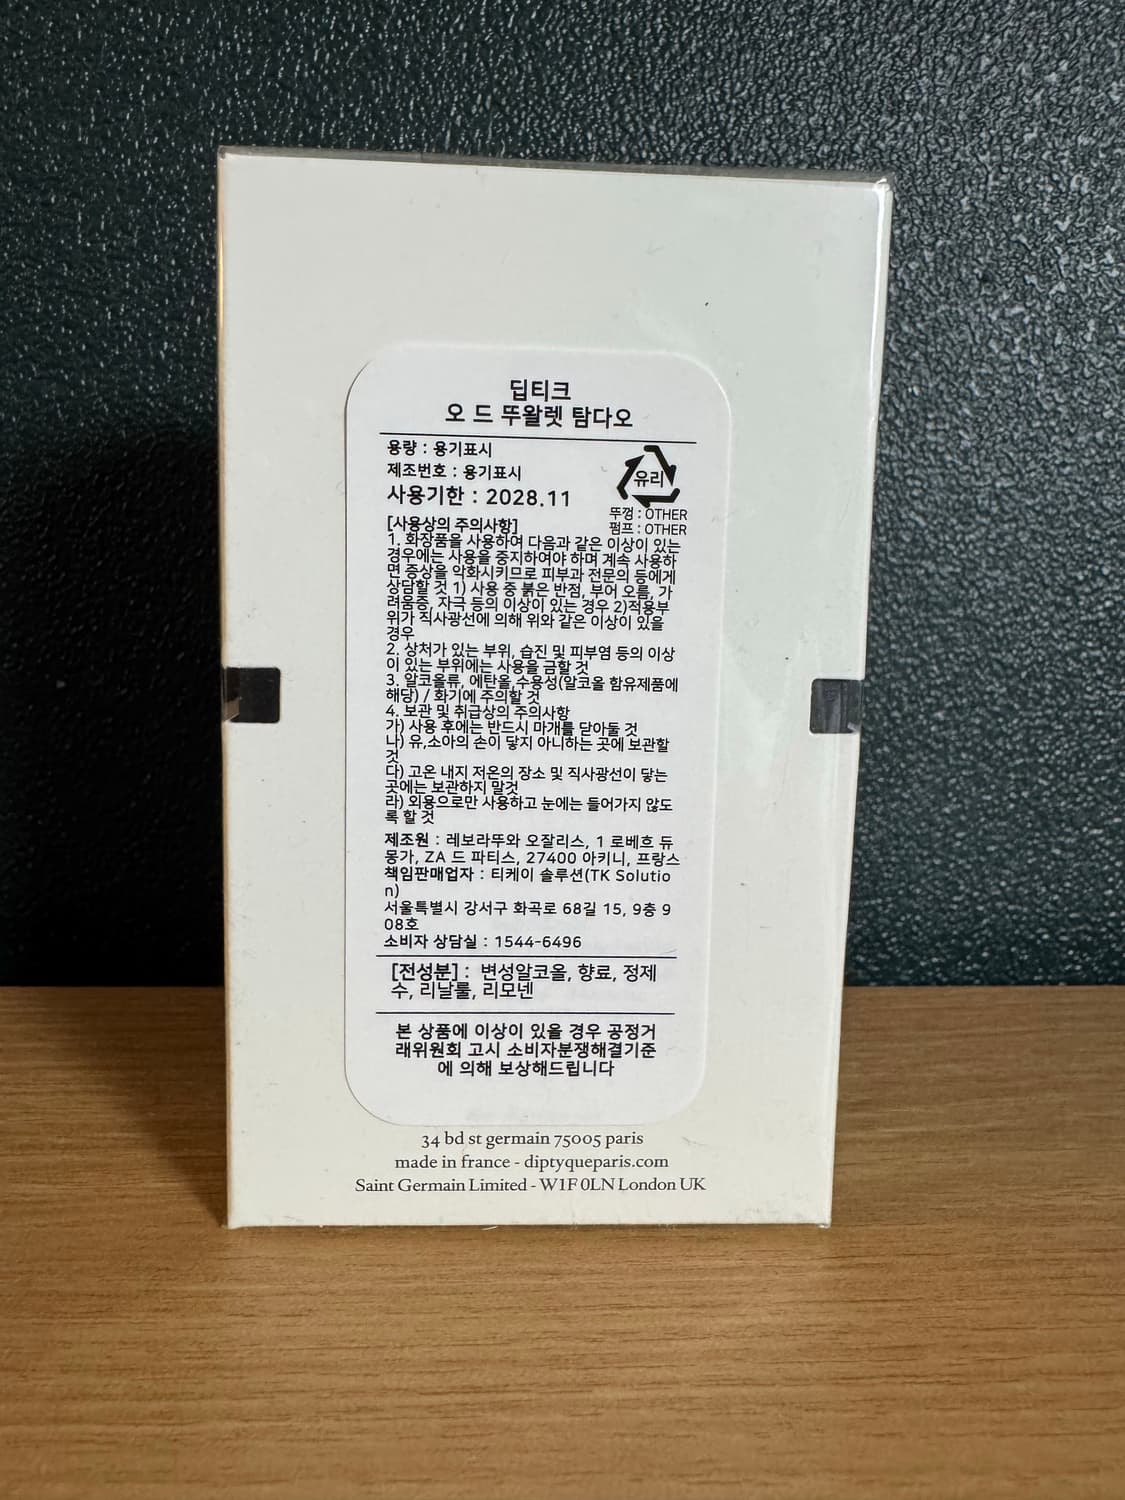 딥티크
오 드 뚜왈렛 탐다오
용량 : 용기표시
제조번호 : 용기표시
사용기한 : 2028.11
유리
뚜껑 : OTHER
펌프 : OTHER
[사용상의 주의사항]
1. 화장품을 사용하여 다음과 같은 이상이 있는
경우에는 사용을 중지하여야 하며 계속 사용하
면 증상을 악화시키므로 피부과 전문의 등에게
상담할 것 1) 사용 중 붉은 반점, 부어 오름, 가
려움증, 자극 등의 이상이 있는 경우 2)적용부
위가 직사광선에 의해 위와 같은 이상이 있을
경우
2. 상처가 있는 부위, 습진 및 피부염 등의 이상
이 있는 부위에는 사용을 금할 것
3. 알코올류, 에탄올,수용성(알코올 함유제품에
해당) / 화기에 주의할 것
4. 보관 및 취급상의 주의사항
가) 사용 후에는 반드시 마개를 닫아둘 것
나) 유,소아의 손이 닿지 아니하는 곳에 보관할
것
다) 고온 내지 저온의 장소 및 직사광선이 닿는
곳에는 보관하지 말것
라) 외용으로만 사용하고 눈에는 들어가지 않도
록 할 것
제조원 : 레보라뚜와 오잘리스, 1 로베흐 듀
몽가, ZA 드 파티스, 27400 아키니, 프랑스
책임판매업자 : 티케이 솔루션(TK Solutio
n)
서울특별시 강서구 화곡로 68길 15, 9층 9
08호
소비자 상담실 : 1544-6496
[전성분] : 변성알코올, 향료, 정제
수, 리날룰, 리모넨
본 상품에 이상이 있을 경우 공정거
래위원회 고시 소비자분쟁해결기준
에 의해 보상해드립니다
34 bd st germain 75005 paris
made in france - diptyqueparis.com
Saint Germain Limited - W1F 0LN London UK